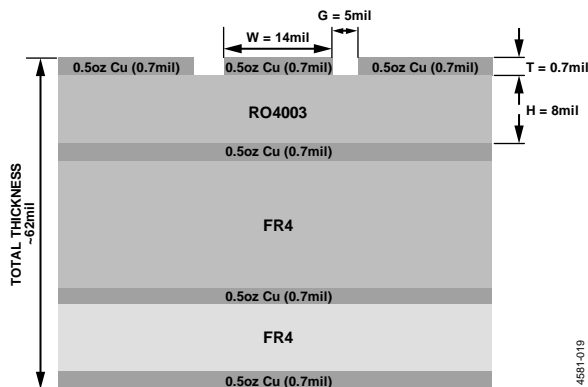 G = 5mil
W = 14mil
0.5oz Cu (0.7mil) 0.5oz Cu (0.7mil) 0.5oz Cu (0.7mil)
T = 0.7mil
RO4003
H = 8mil
0.5oz Cu (0.7mil)
TOTAL THICKNESS
~62mil
FR4
0.5oz Cu (0.7mil)
FR4
0.5oz Cu (0.7mil)
4581-019